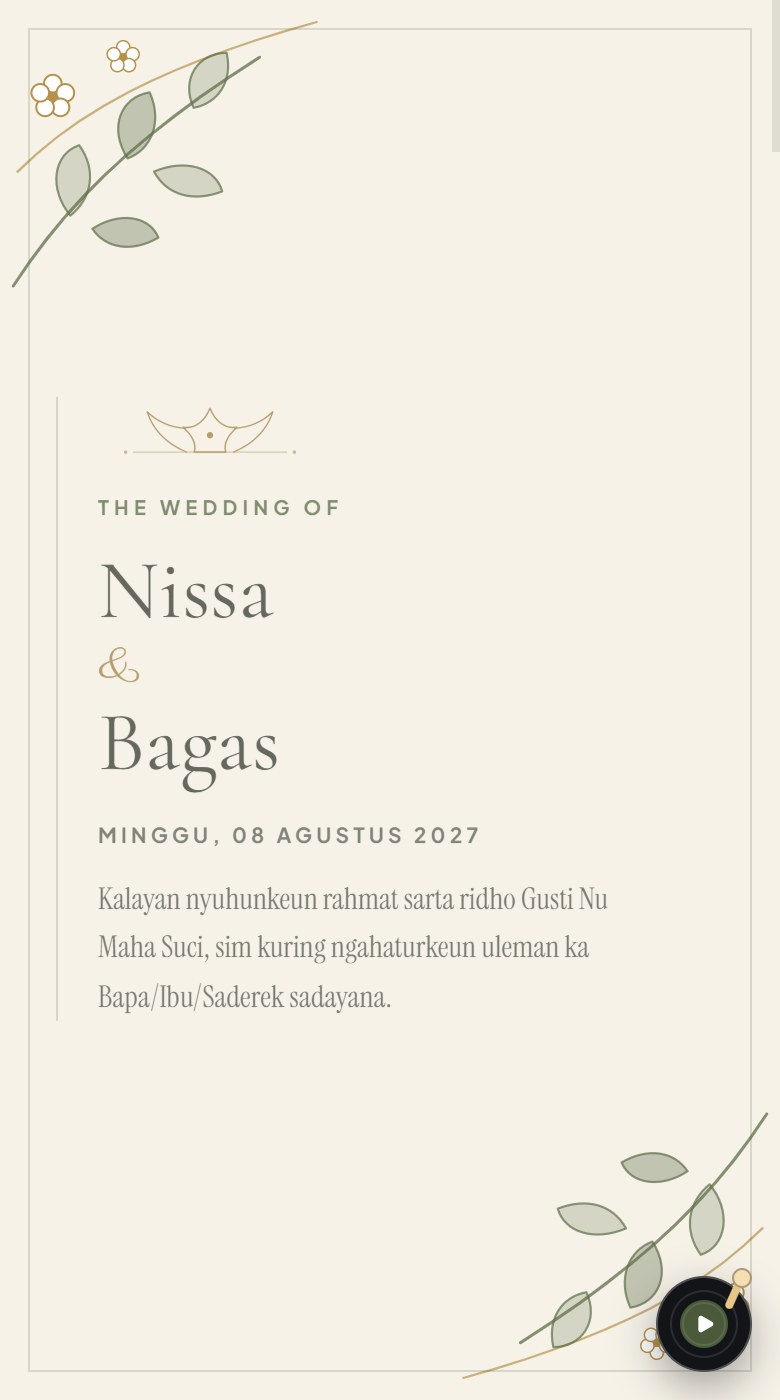 THE WEDDING OF
Nissa
&
Bagas
MINGGU, 08 AGUSTUS 2027
Kalayan nyuhunkeun rahmat sarta ridho Gusti Nu
Maha Suci, sim kuring ngahaturkeun uleman ka
Bapa/Ibu/Saderek sadayana.